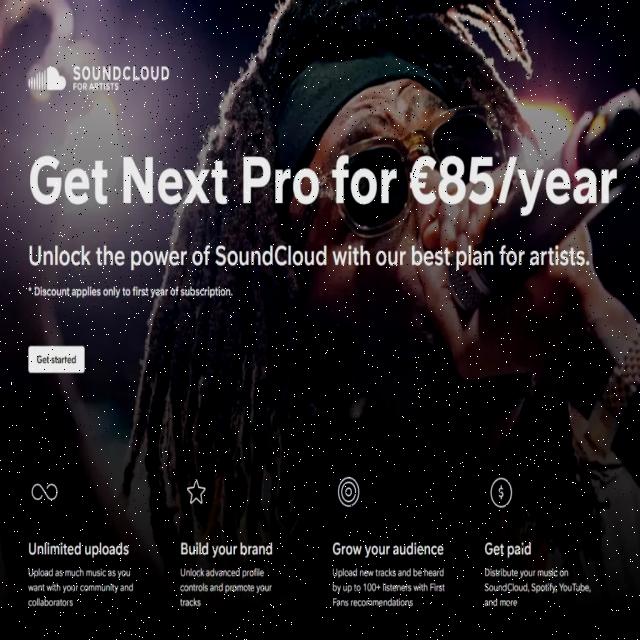 SOUNDCLOUD
FOR ARTISTS
Get Next Pro for €85/year
Unlock the power of SoundCloud with our best plan for artists.
* Discount applies only to first year of subscription.
Get started
Unlimited uploads
Upload as much music as you
want with your community and
collaborators
Build your brand
Unlock advanced profile
controls and promote your
tracks
Grow your audience
Upload new tracks and be heard
by up to 100+ listeners with First
Fans recommendations
Get paid
Distribute your music on
SoundCloud, Spotify, YouTube,
and more